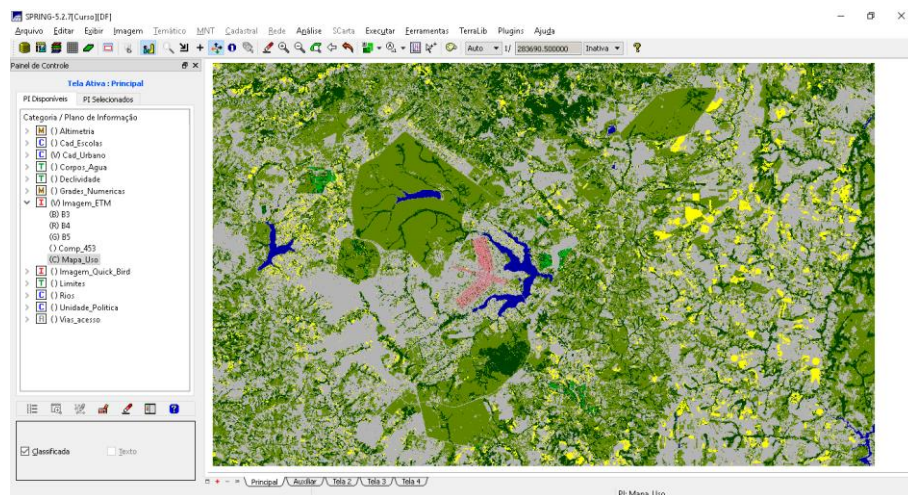 SPRING-5.2.7[Curso][DF]
Arquivo Editar Exibir Imagem Temático MNT Cadastral Rede Análise SCarta Executar Ferramentas TerraLib Plugins Ajuda
Auto 1/ 283690.500000 Inativa
Painel de Controle
Tela Ativa : Principal
PI Disponíveis PI Selecionados
Categoria / Plano de Informação
M () Altimetria
C () Cad_Escolas
C (V) Cad_Urbano
T () Corpos_Agua
T () Declividade
M () Grades_Numericas
I (V) Imagem_ETM
(B) B3
(R) B4
(G) B5
() Comp_453
(C) Mapa_Uso
I () Imagem_Quick_Bird
T () Limites
C () Rios
C () Unidade_Politica
R () Vias_acesso
Classificada Texto
Principal Auxiliar Tela 2 Tela 3 Tela 4
PI: Mapa_Uso